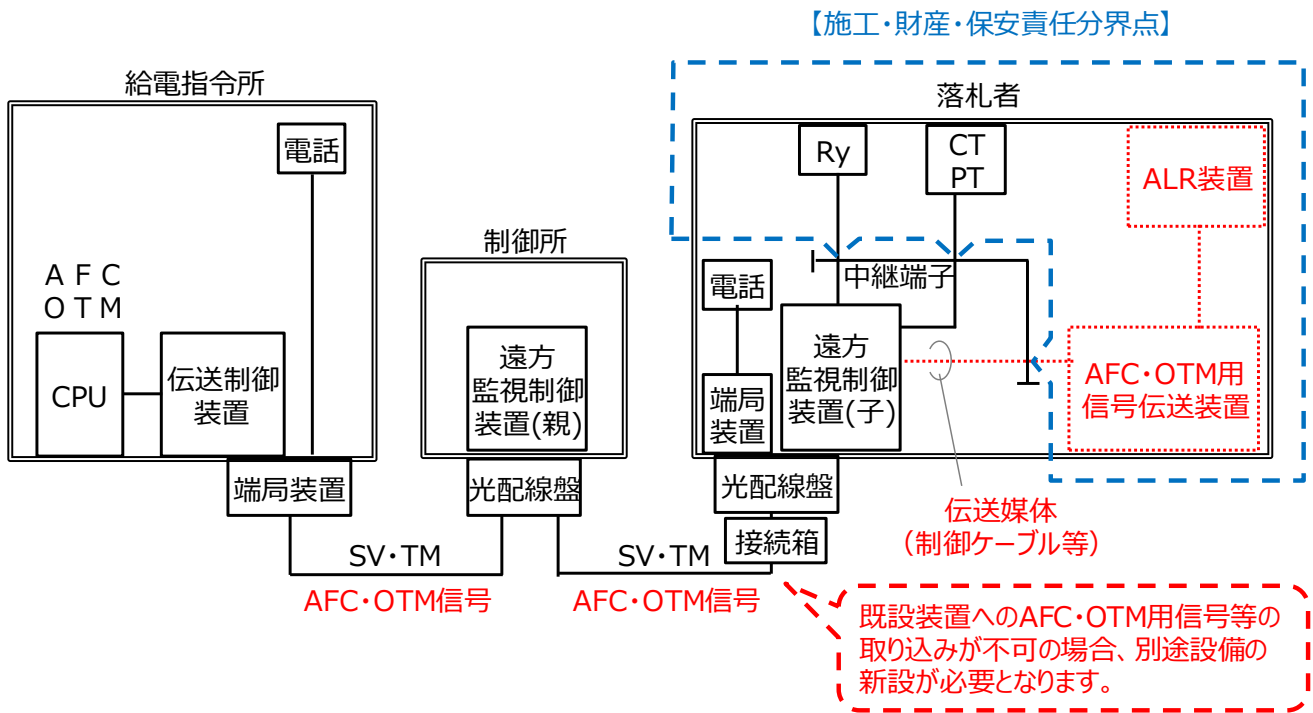 【施工・財産・保安責任分界点】
給電指令所
電話
AFC
OTM
CPU
伝送制御
装置
端局装置
制御所
遠方
監視制御
装置(親)
光配線盤
落札者
Ry
CT
PT
ALR装置
中継端子
電話
端局
装置
遠方
監視制御
装置(子)
AFC・OTM用
信号伝送装置
光配線盤
接続箱
伝送媒体
（制御ケーブル等）
SV・TM
AFC・OTM信号
SV・TM
AFC・OTM信号
既設装置へのAFC・OTM用信号等の
取り込みが不可の場合、別途設備の
新設が必要となります。